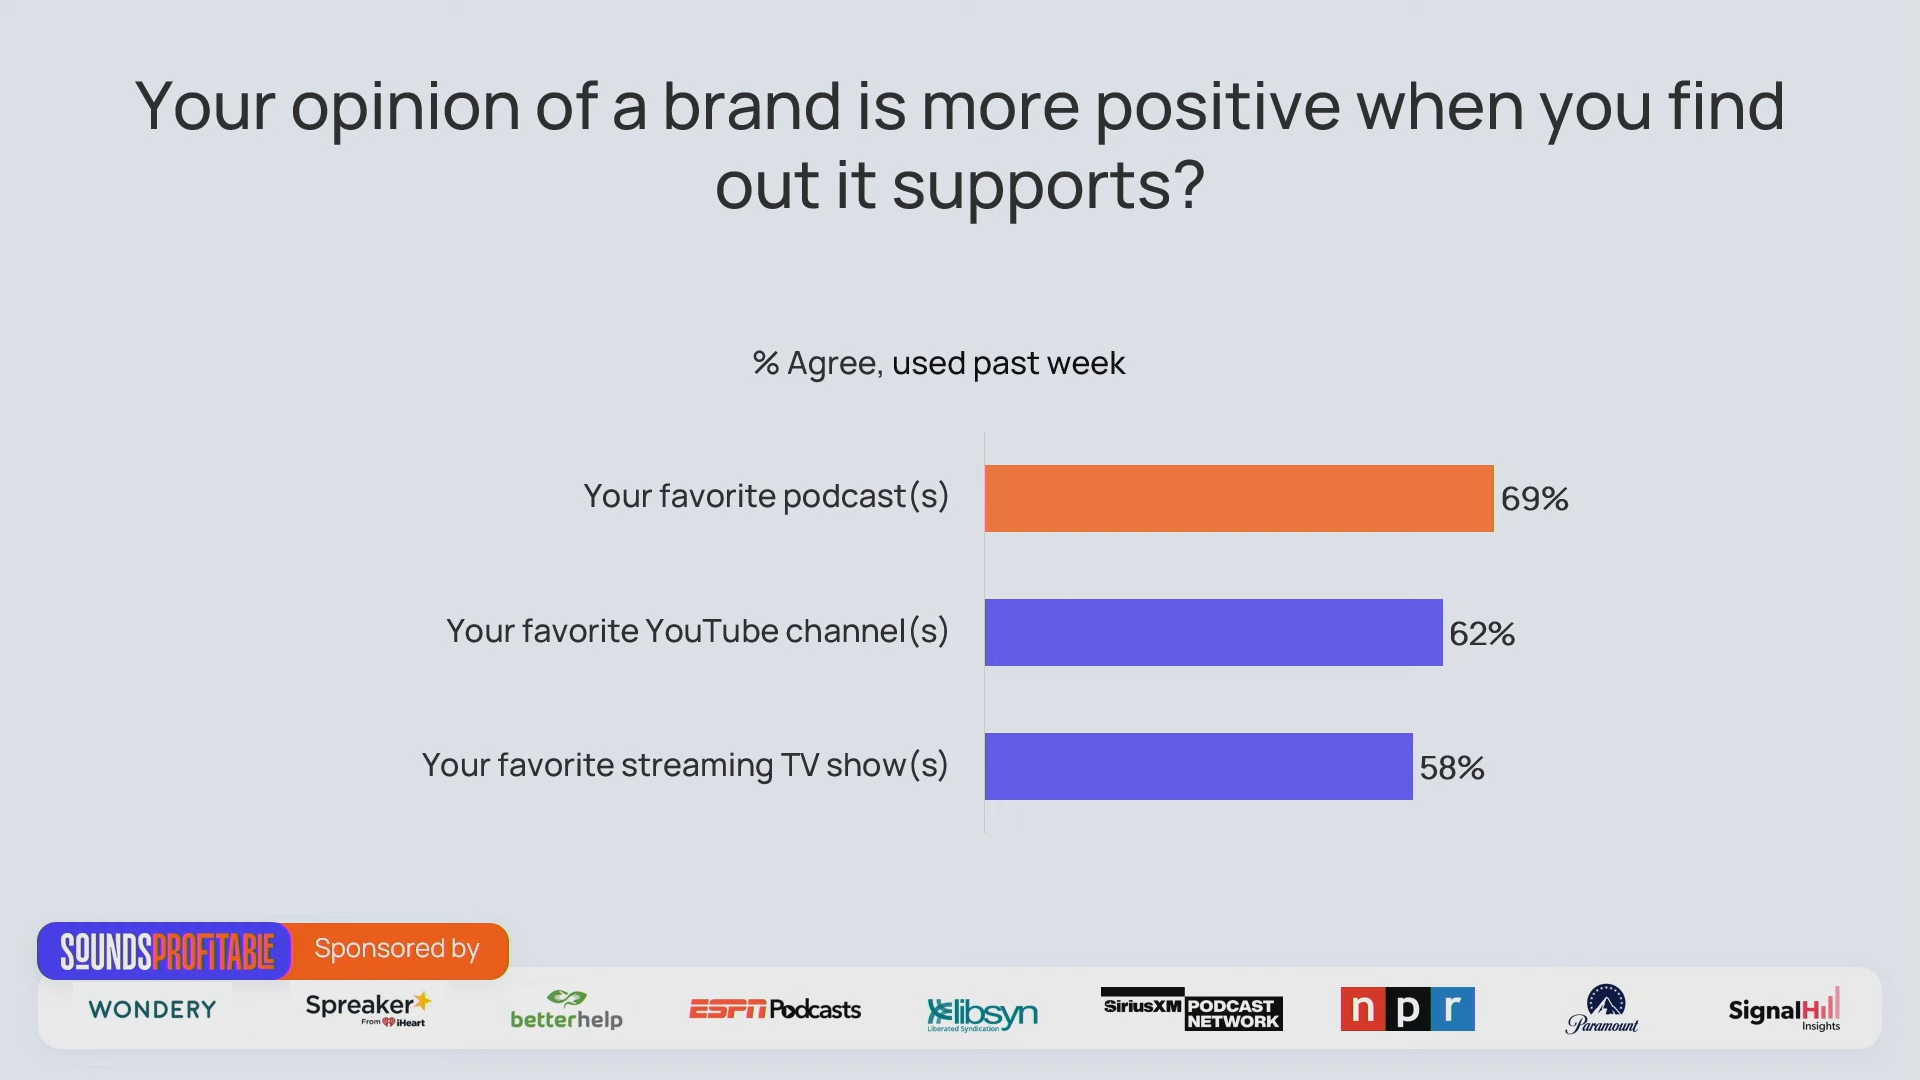 Your opinion of a brand is more positive when you find
out it supports?
% Agree, used past week
Your favorite podcast(s)
69%
Your favorite YouTube channel(s)
62%
Your favorite streaming TV show(s)
58%
SOUNDSPROFITABLE
Sponsored by
WONDERY
Spreaker
From iHeart
betterhelp
ESPN Podcasts
libsyn
Liberated Syndication
SiriusXM PODCAST
NETWORK
npr
Paramount
SignalHill
Insights